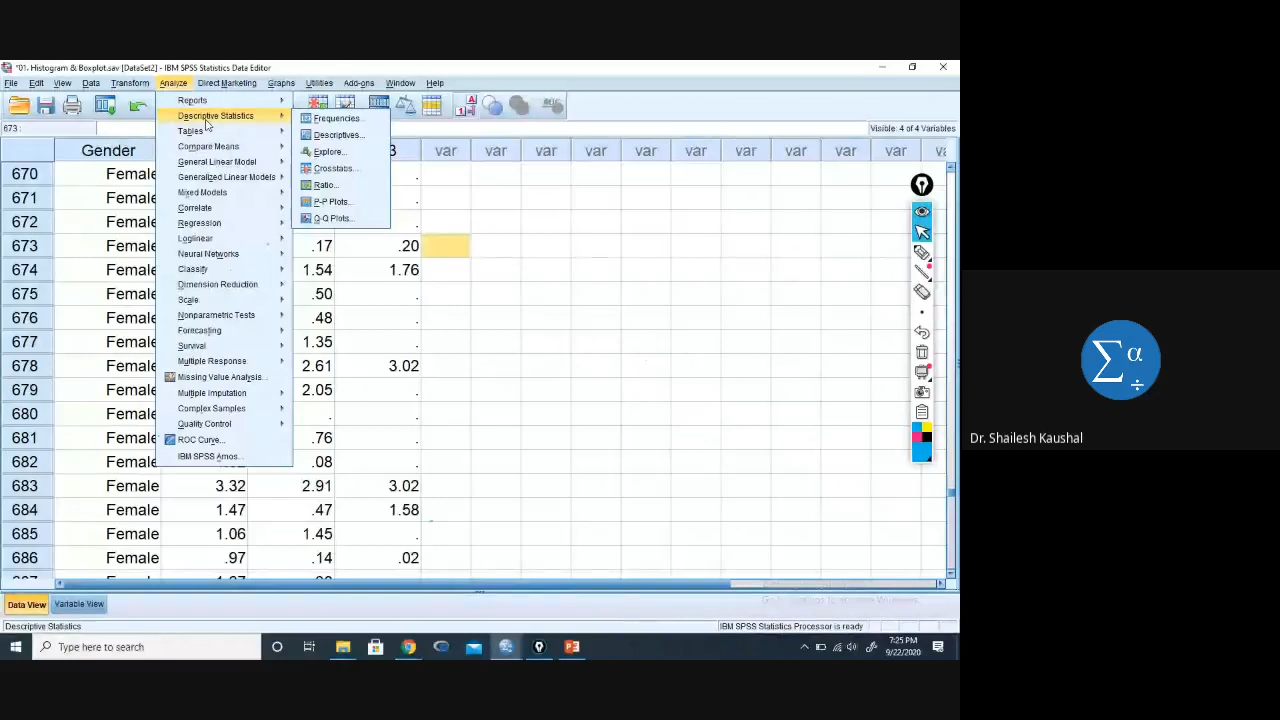 *01. Histogram & Boxplot.sav [DataSet2] - IBM SPSS Statistics Data Editor
File Edit View Data Transform Analyze Direct Marketing Graphs Utilities Add-ons Window Help
673 : Visible: 4 of 4 Variables
Reports
Descriptive Statistics
Tables
Compare Means
General Linear Model
Generalized Linear Models
Mixed Models
Correlate
Regression
Loglinear
Neural Networks
Classify
Dimension Reduction
Scale
Nonparametric Tests
Forecasting
Survival
Multiple Response
Missing Value Analysis...
Multiple Imputation
Complex Samples
Quality Control
ROC Curve...
IBM SPSS Amos...
Frequencies...
Descriptives...
Explore...
Crosstabs...
Ratio...
P-P Plots...
Q-Q Plots...
Gender 3 var var var var var var var var var var
670 Female .
671 Female .
672 Female .
673 Female .17 .20
674 Female 1.54 1.76
675 Female .50 .
676 Female .48 .
677 Female 1.35 .
678 Female 2.61 3.02
679 Female 2.05 .
680 Female . .
681 Female .76 .
682 Female .08 .
683 Female 3.32 2.91 3.02
684 Female 1.47 .47 1.58
685 Female 1.06 1.45 .
686 Female .97 .14 .02
Data View Variable View
Descriptive Statistics IBM SPSS Statistics Processor is ready
Type here to search
7:25 PM
9/22/2020
Σ α ÷
Dr. Shailesh Kaushal